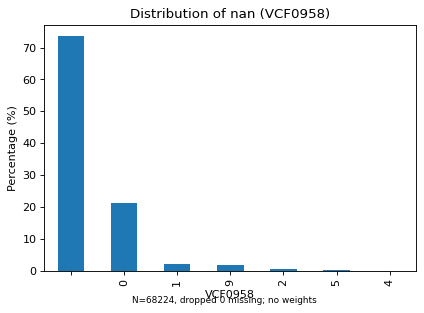 Distribution of nan (VCF0958)
Percentage (%)
70
60
50
40
30
20
10
0
0 1 9 2 5 4
VCF0958
N=68224, dropped 0 missing; no weights